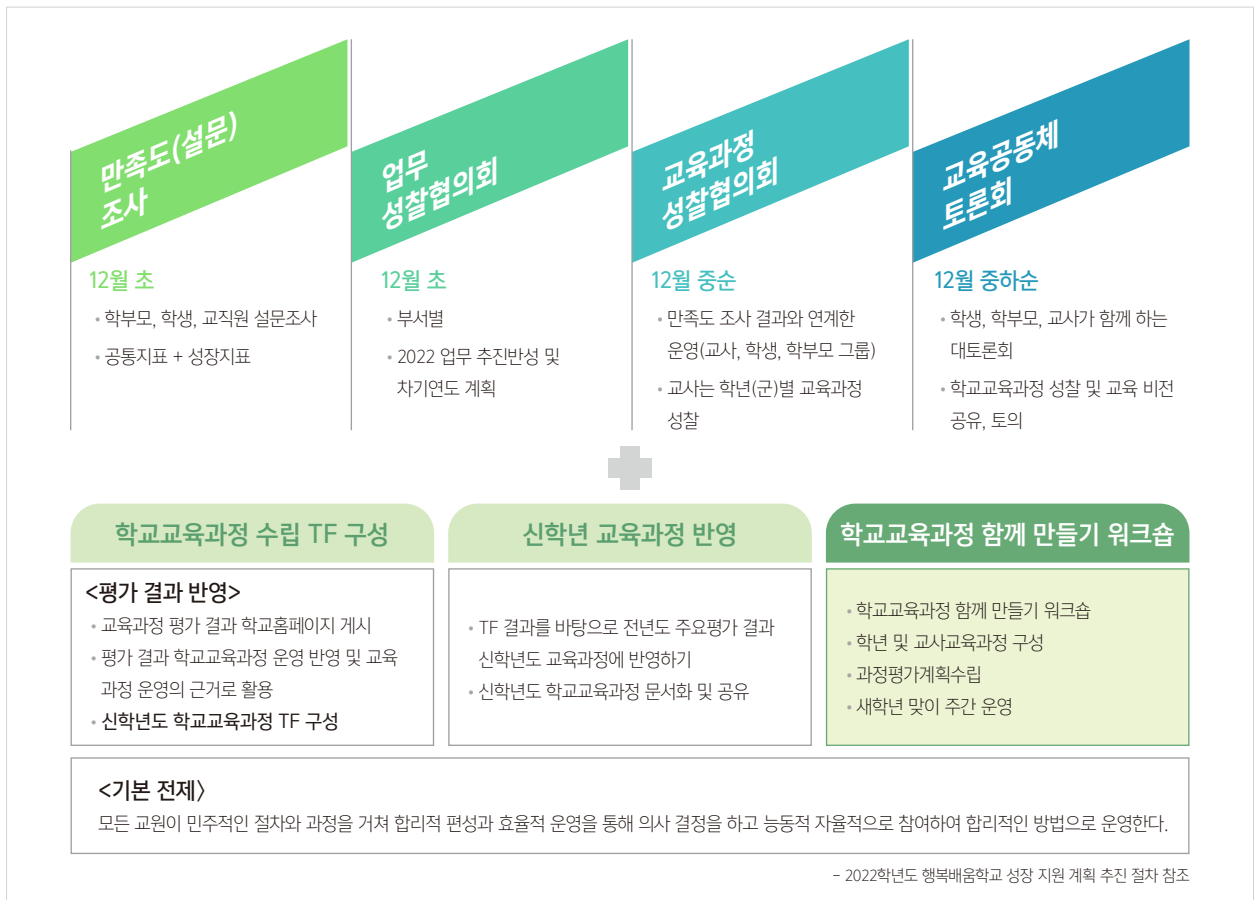 만족도(설문)
조사
12월 초
• 학부모, 학생, 교직원 설문조사
• 공통지표 + 성장지표
업무
성찰협의회
12월 초
• 부서별
• 2022 업무 추진반성 및
차기연도 계획
교육과정
성찰협의회
12월 중순
• 만족도 조사 결과와 연계한
운영(교사, 학생, 학부모 그룹)
• 교사는 학년(군)별 교육과정
성찰
교육공동체
토론회
12월 중하순
• 학생, 학부모, 교사가 함께 하는
대토론회
• 학교교육과정 성찰 및 교육 비전
공유, 토의
학교교육과정 수립 TF 구성
<평가 결과 반영>
• 교육과정 평가 결과 학교홈페이지 게시
• 평가 결과 학교교육과정 운영 반영 및 교육
과정 운영의 근거로 활용
• 신학년도 학교교육과정 TF 구성
신학년 교육과정 반영
• TF 결과를 바탕으로 전년도 주요평가 결과
신학년도 교육과정에 반영하기
• 신학년도 학교교육과정 문서화 및 공유
학교교육과정 함께 만들기 워크숍
• 학교교육과정 함께 만들기 워크숍
• 학년 및 교사교육과정 구성
• 과정평가계획수립
• 새학년 맞이 주간 운영
<기본 전제〉
모든 교원이 민주적인 절차와 과정을 거쳐 합리적 편성과 효율적 운영을 통해 의사 결정을 하고 능동적 자율적으로 참여하여 합리적인 방법으로 운영한다.
- 2022학년도 행복배움학교 성장 지원 계획 추진 절차 참조